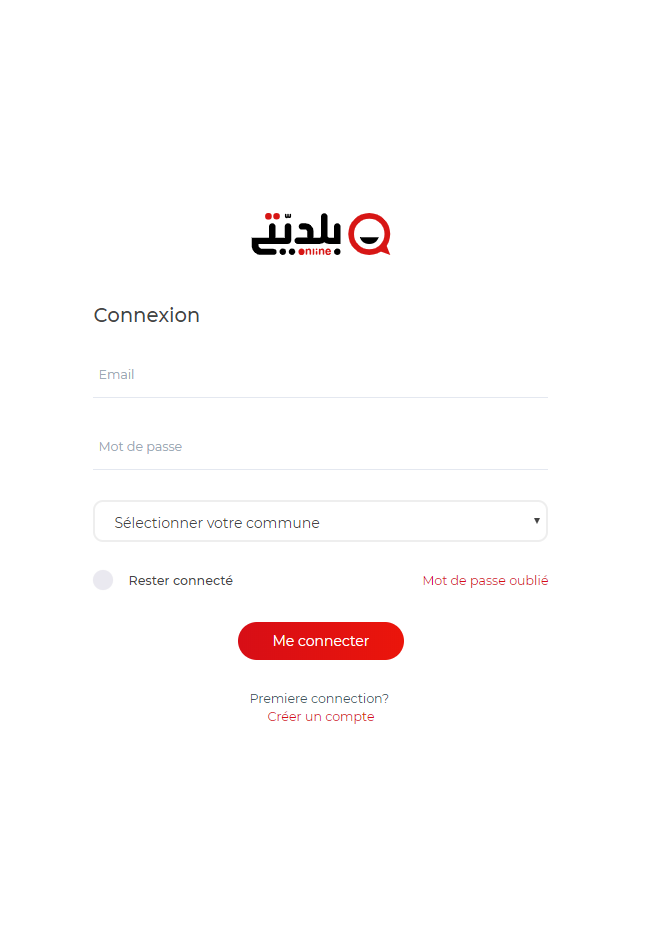 بلديّتي
online
Connexion
Email
Mot de passe
Sélectionner votre commune
Rester connecté
Mot de passe oublié
Me connecter
Premiere connection?
Créer un compte